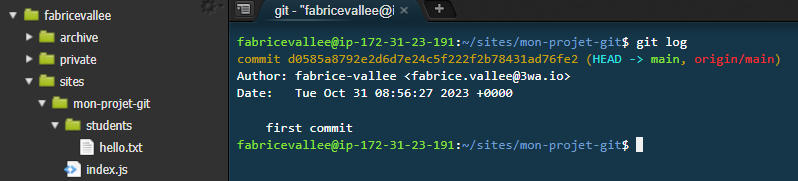 fabricevallee
archive
private
sites
mon-projet-git
students
hello.txt
index.js
git - "fabricevallee@i
fabricevallee@ip-172-31-23-191:~/sites/mon-projet-git$ git log
commit d0585a8792e2d6d7e24c5f222f2b78431ad76fe2 (HEAD -> main, origin/main)
Author: fabrice-vallee <fabrice.vallee@3wa.io>
Date:   Tue Oct 31 08:56:27 2023 +0000
first commit
fabricevallee@ip-172-31-23-191:~/sites/mon-projet-git$